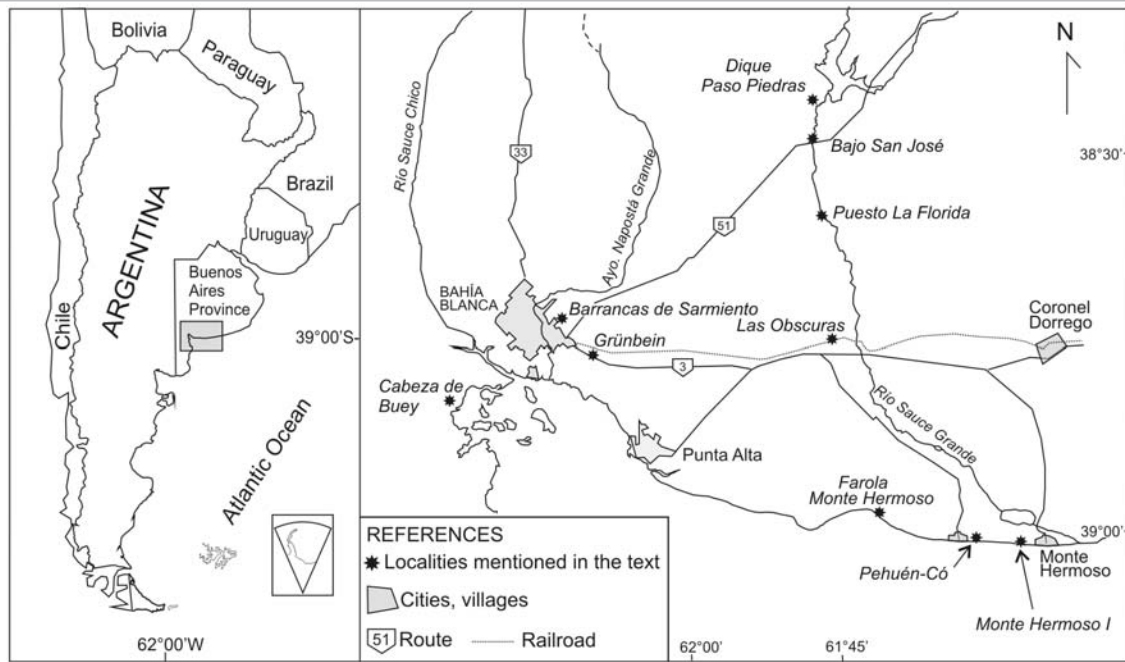 Bolivia
Paraguay
Brazil
Uruguay
ARGENTINA
Chile
Buenos
Aires
Province
39°00'S
Atlantic Ocean
62°00'W
N
Dique
Paso Piedras
Río Sauce Chico
33
Bajo San José
38°30'
Ayo. Napostá Grande
51
Puesto La Florida
BAHÍA
BLANCA
Barrancas de Sarmiento
Grünbein
Las Obscuras
Coronel
Dorrego
3
Cabeza de
Buey
Río Sauce Grande
Punta Alta
Farola
Monte Hermoso
39°00'
Monte
Hermoso
Pehuén-Có
Monte Hermoso I
REFERENCES
Localities mentioned in the text
Cities, villages
51 Route Railroad
62°00'
61°45'